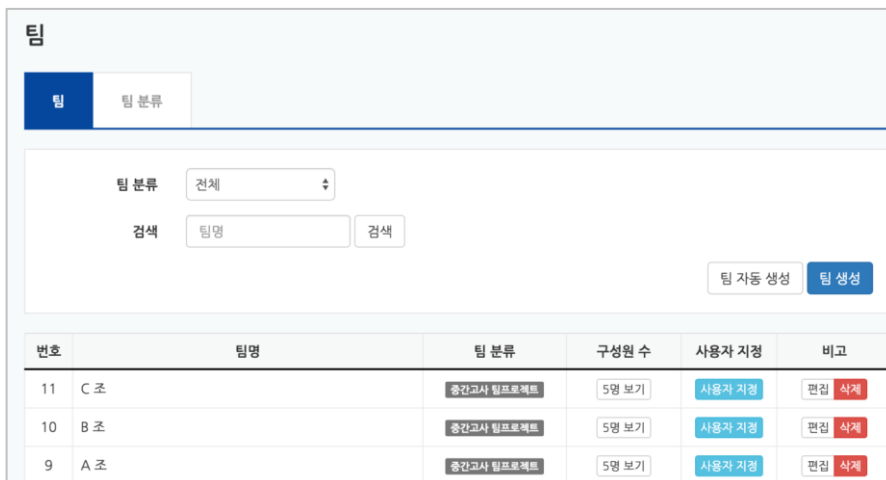 팀
팀 팀 분류
팀 분류 전체
검색 팀명 검색
팀 자동 생성 팀 생성
번호 팀명 팀 분류 구성원 수 사용자 지정 비고
11 C 조 중간고사 팀프로젝트 5명 보기 사용자 지정 편집 삭제
10 B 조 중간고사 팀프로젝트 5명 보기 사용자 지정 편집 삭제
9 A 조 중간고사 팀프로젝트 5명 보기 사용자 지정 편집 삭제